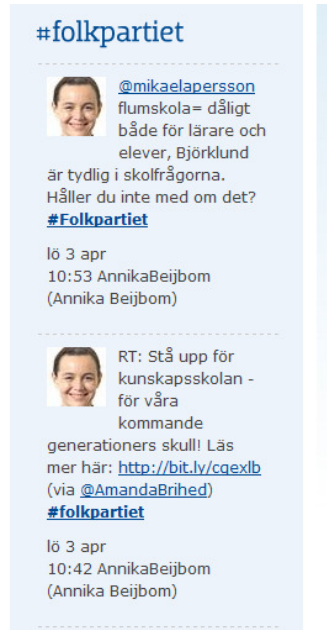 #folkpartiet
@mikaelapersson
flumskola= dåligt
både för lärare och
elever, Björklund
är tydlig i skolfrågorna.
Håller du inte med om det?
#Folkpartiet
lö 3 apr
10:53 AnnikaBeijbom
(Annika Beijbom)
RT: Stå upp för
kunskapsskolan -
för våra
kommande
generationers skull! Läs
mer här: http://bit.ly/cqexlb
(via @AmandaBrihed)
#folkpartiet
lö 3 apr
10:42 AnnikaBeijbom
(Annika Beijbom)